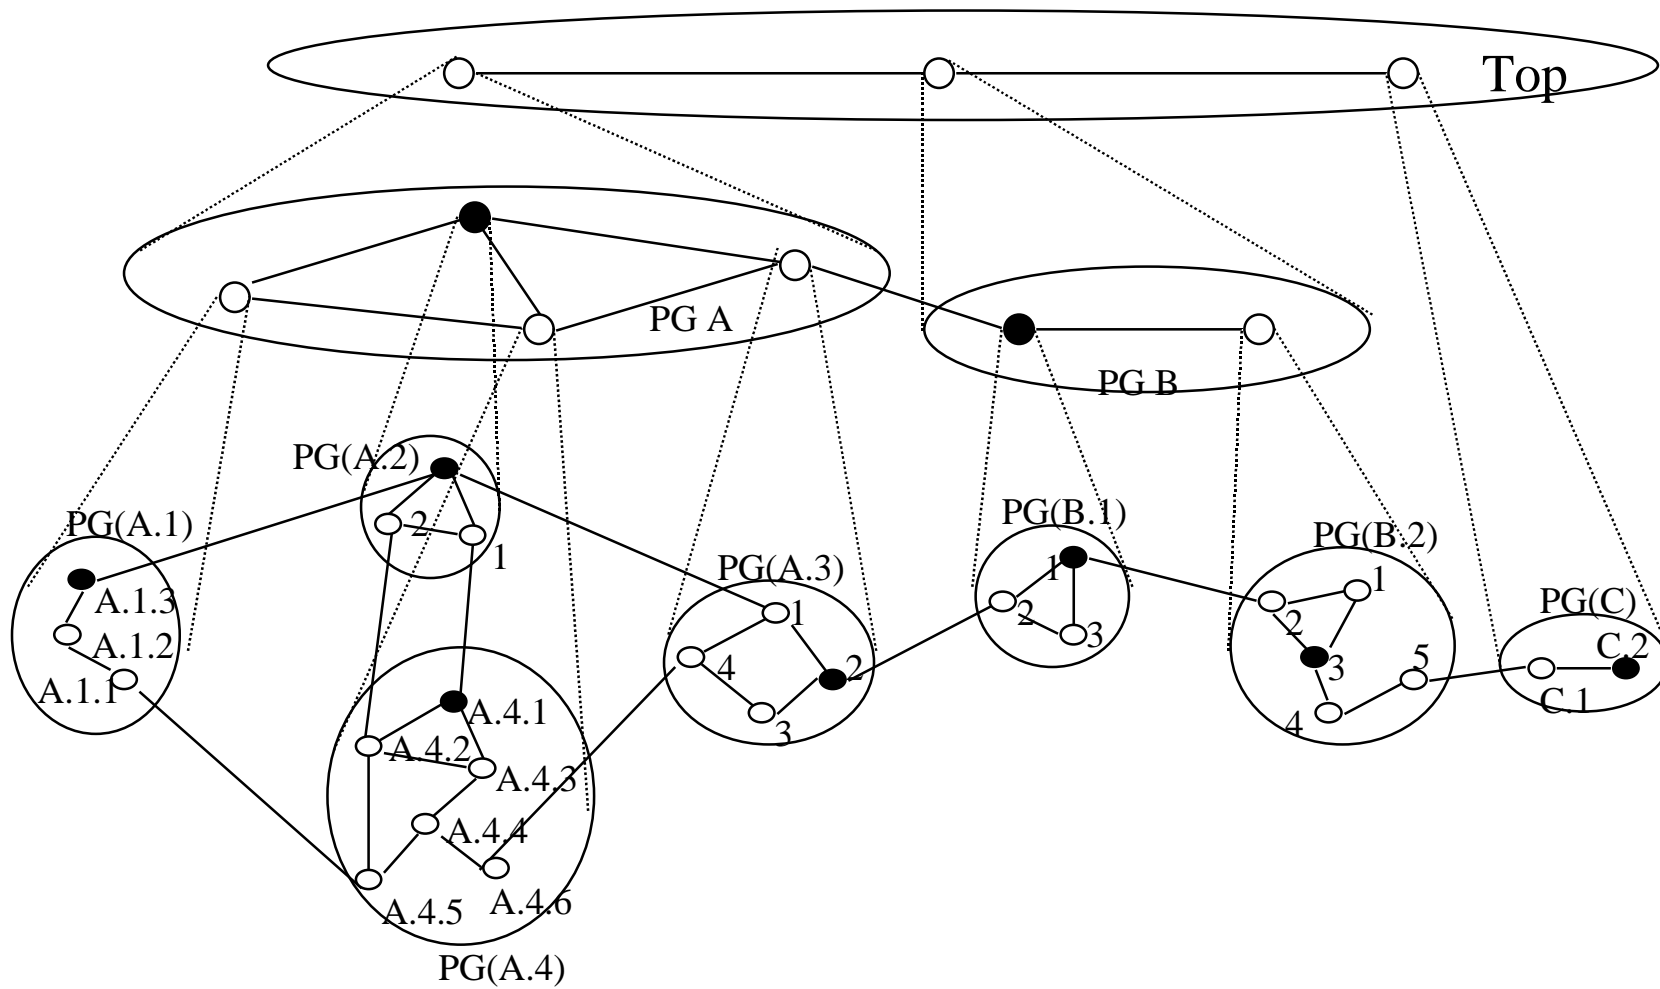 Top
PG A
PG B
PG(A.2)
2
1
PG(A.1)
A.1.3
A.1.2
A.1.1
PG(A.3)
1
4
2
3
PG(B.1)
1
2
3
PG(B.2)
1
2
3
5
4
PG(C)
C.2
C.1
A.4.1
A.4.2
A.4.3
A.4.4
A.4.5
A.4.6
PG(A.4)